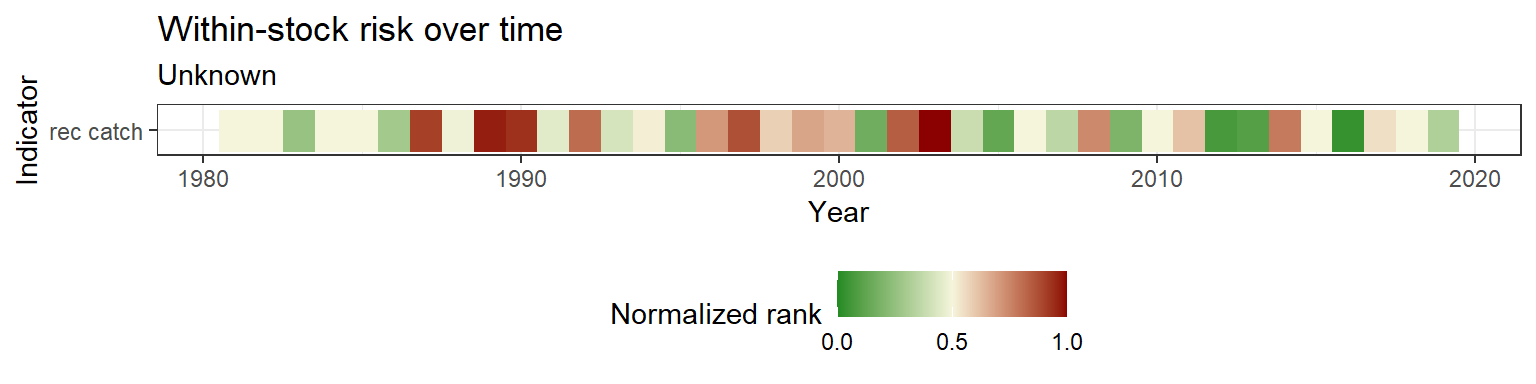 Within-stock risk over time
Unknown
Indicator
rec catch
1980 1990 2000 2010 2020
Year
Normalized rank
0.0 0.5 1.0